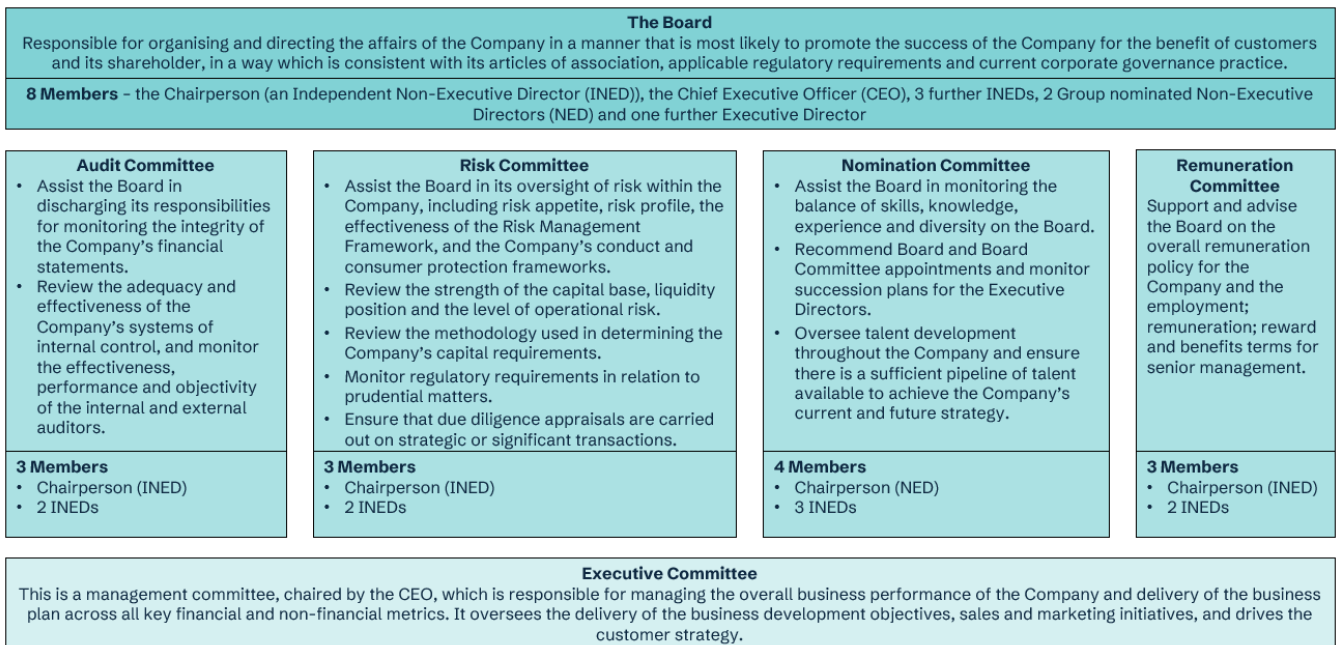 The Board
Responsible for organising and directing the affairs of the Company in a manner that is most likely to promote the success of the Company for the benefit of customers
and its shareholder, in a way which is consistent with its articles of association, applicable regulatory requirements and current corporate governance practice.
8 Members – the Chairperson (an Independent Non-Executive Director (INED)), the Chief Executive Officer (CEO), 3 further INEDs, 2 Group nominated Non-Executive
Directors (NED) and one further Executive Director
Audit Committee
• Assist the Board in
discharging its responsibilities
for monitoring the integrity of
the Company's financial
statements.
• Review the adequacy and
effectiveness of the
Company's systems of
internal control, and monitor
the effectiveness,
performance and objectivity
of the internal and external
auditors.
3 Members
• Chairperson (INED)
• 2 INEDs
Risk Committee
• Assist the Board in its oversight of risk within the
Company, including risk appetite, risk profile, the
effectiveness of the Risk Management
Framework, and the Company's conduct and
consumer protection frameworks.
• Review the strength of the capital base, liquidity
position and the level of operational risk.
• Review the methodology used in determining the
Company's capital requirements.
• Monitor regulatory requirements in relation to
prudential matters.
• Ensure that due diligence appraisals are carried
out on strategic or significant transactions.
3 Members
• Chairperson (INED)
• 2 INEDs
Nomination Committee
• Assist the Board in monitoring the
balance of skills, knowledge,
experience and diversity on the Board.
• Recommend Board and Board
Committee appointments and monitor
succession plans for the Executive
Directors.
• Oversee talent development
throughout the Company and ensure
there is a sufficient pipeline of talent
available to achieve the Company's
current and future strategy.
4 Members
• Chairperson (NED)
• 3 INEDs
Remuneration
Committee
Support and advise
the Board on the
overall remuneration
policy for the
Company and the
employment;
remuneration; reward
and benefits terms for
senior management.
3 Members
• Chairperson (INED)
• 2 INEDs
Executive Committee
This is a management committee, chaired by the CEO, which is responsible for managing the overall business performance of the Company and delivery of the business
plan across all key financial and non-financial metrics. It oversees the delivery of the business development objectives, sales and marketing initiatives, and drives the
customer strategy.